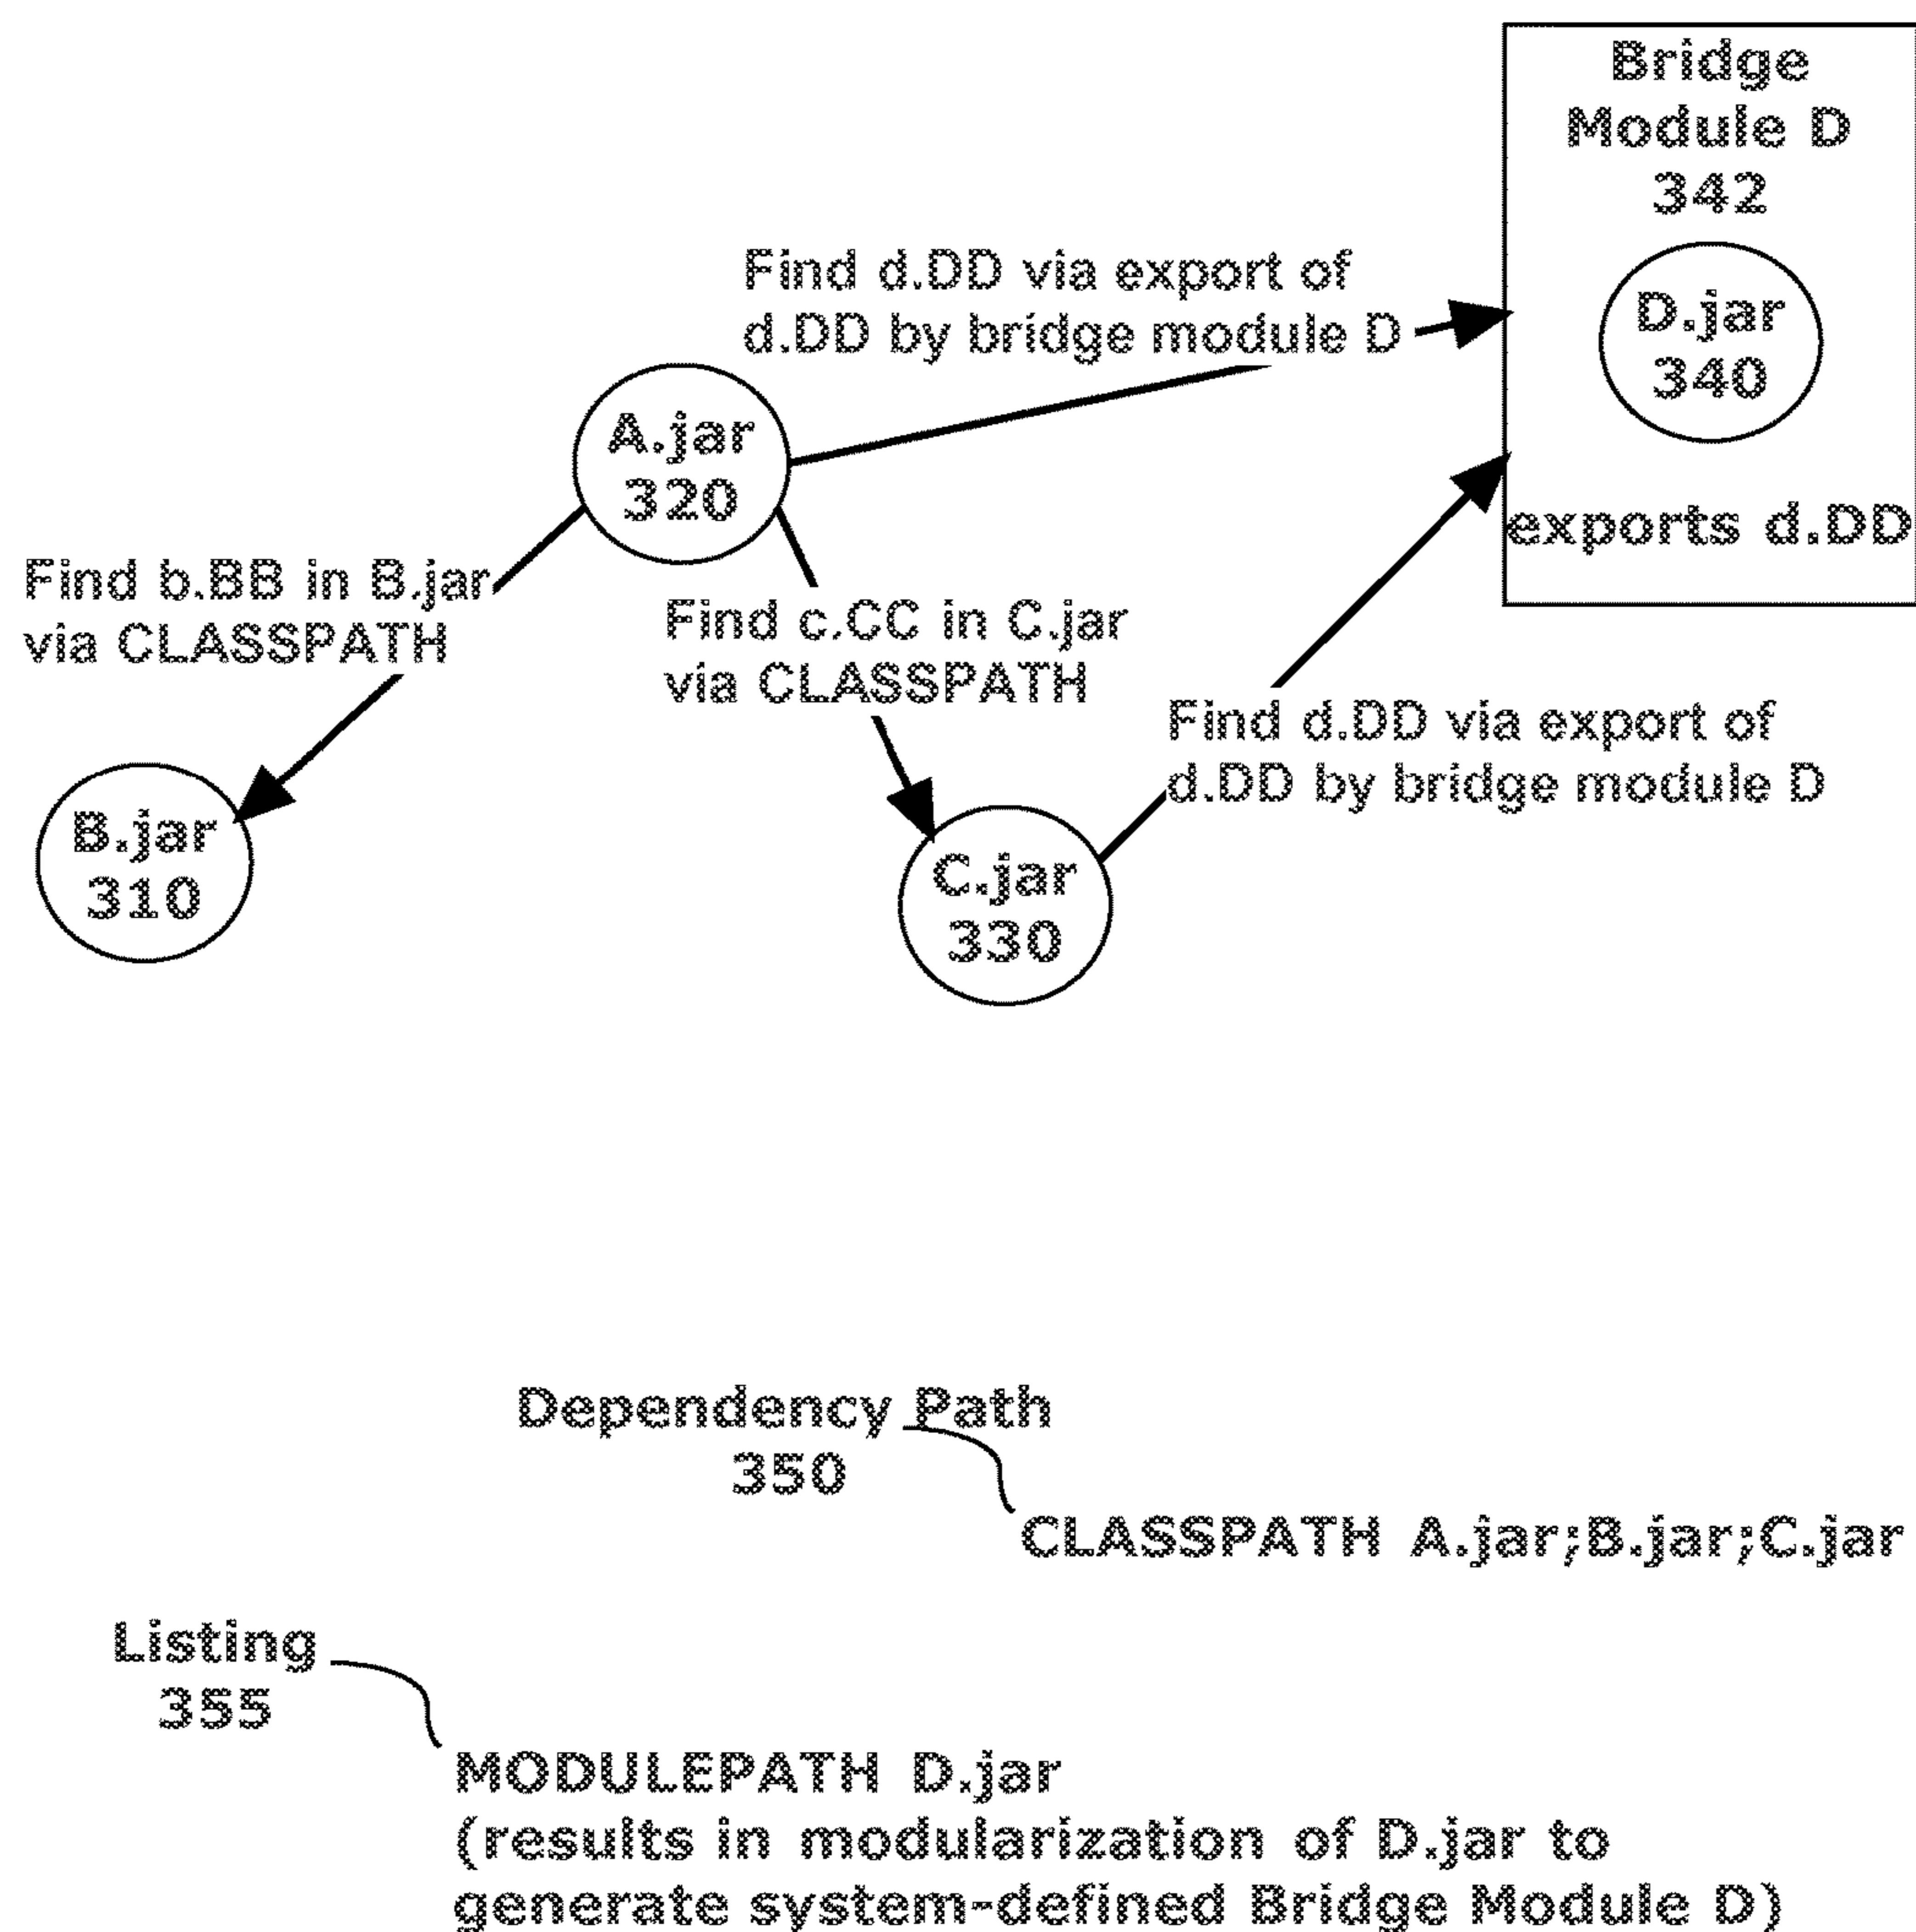 Bridge
Module D
342
D.jar
340
exports d.DD
Find d.DD via export of
d.DD by bridge module D
A.jar
320
Find b.BB in B.jar
via CLASSPATH
Find c.CC in C.jar
via CLASSPATH
Find d.DD via export of
d.DD by bridge module D
B.jar
310
C.jar
330
Dependency Path
350
CLASSPATH A.jar;B.jar;C.jar
Listing
355
MODULEPATH D.jar
(results in modularization of D.jar to
generate system-defined Bridge Module D)